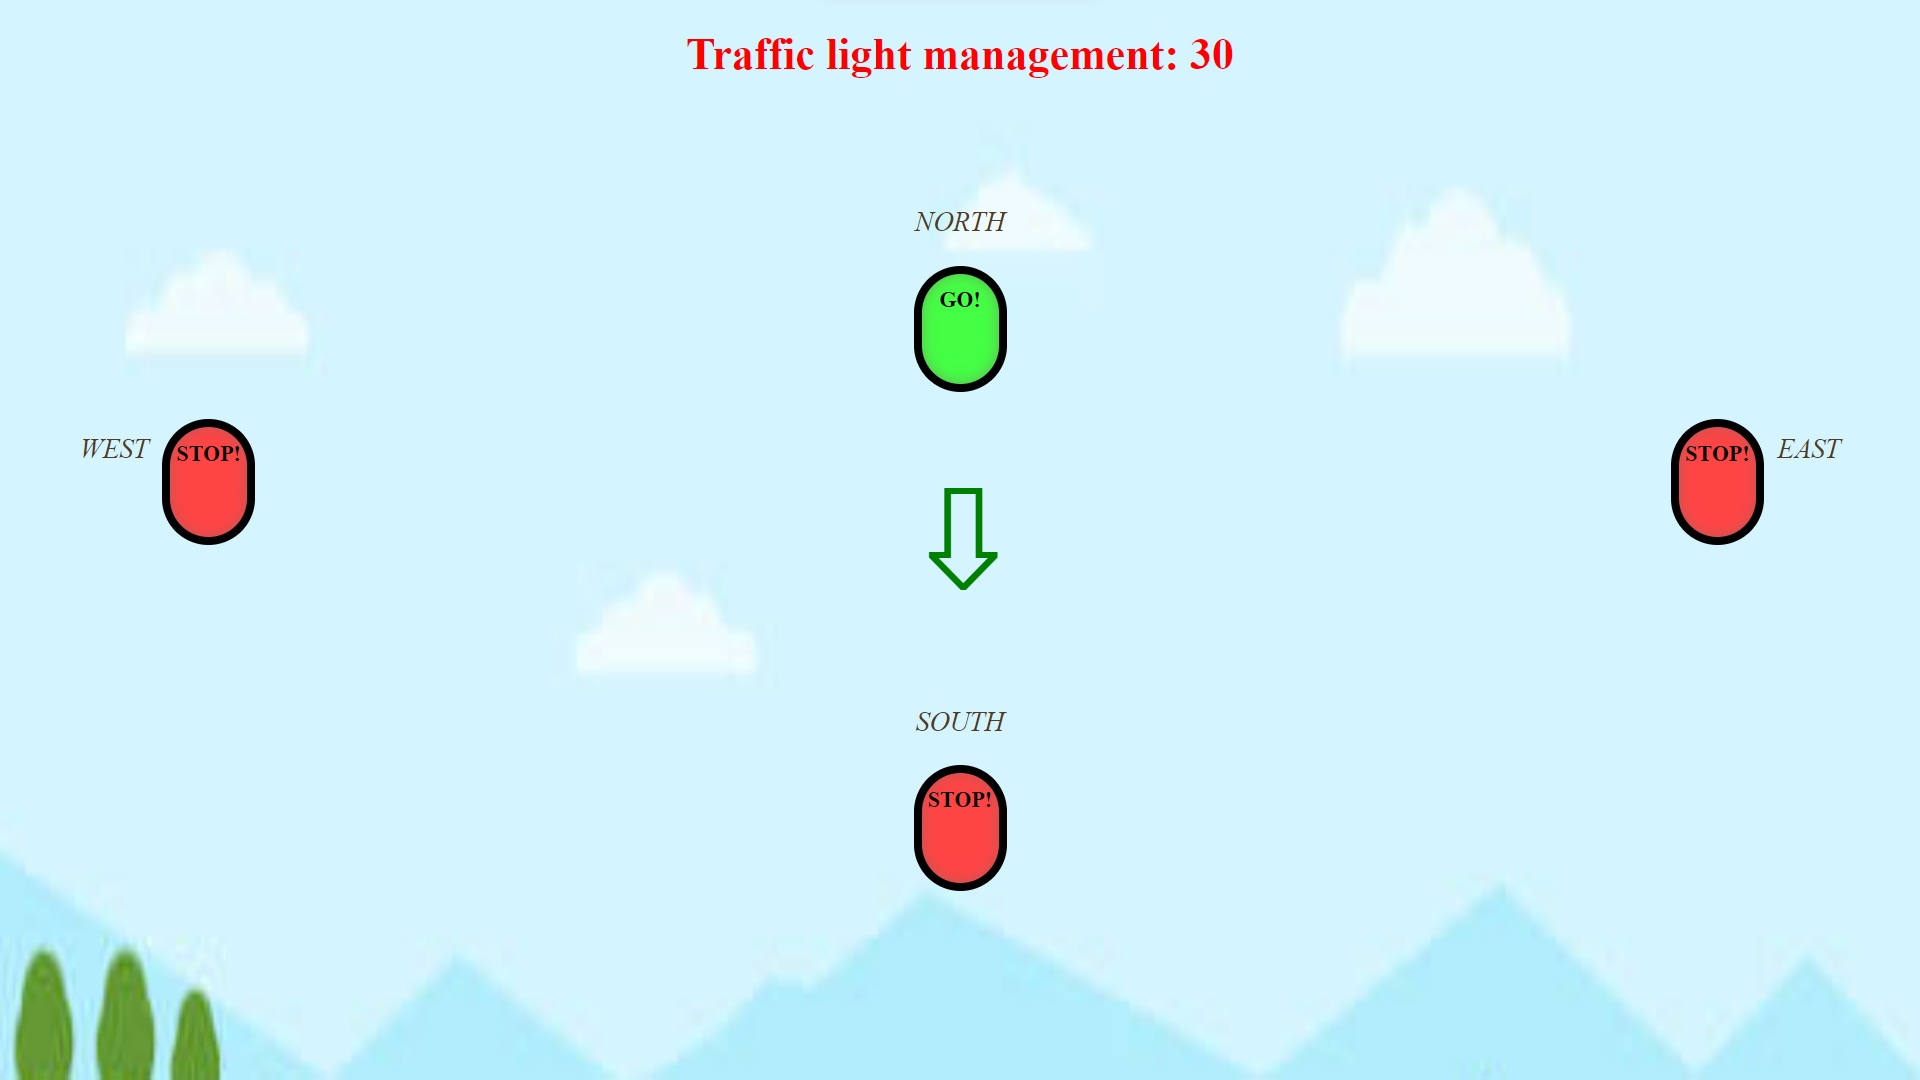 Traffic light management: 30
NORTH
GO!
WEST
STOP!
STOP!
EAST
SOUTH
STOP!